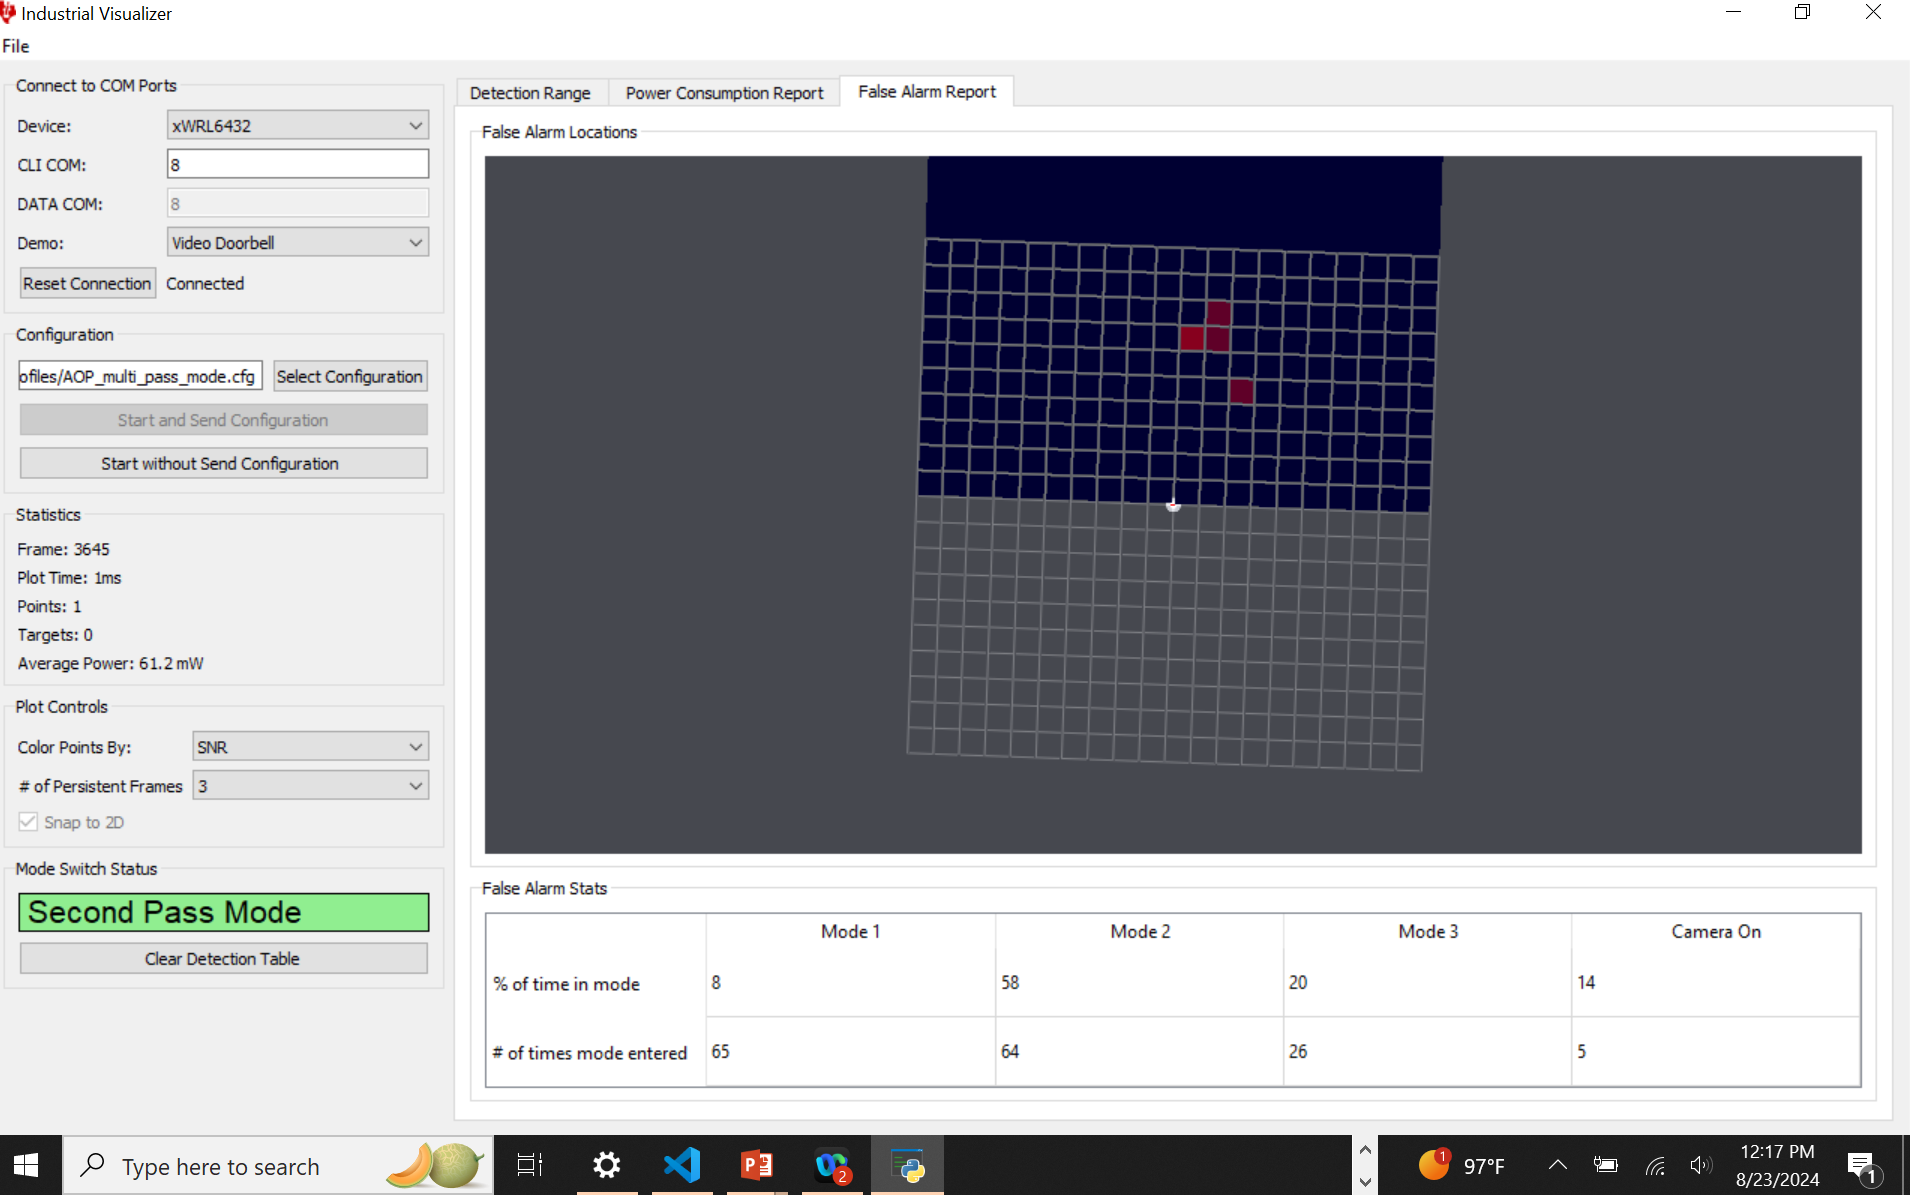 Industrial Visualizer
File
Connect to COM Ports
Device: xWRL6432
CLI COM: 8
DATA COM: 8
Demo: Video Doorbell
Reset Connection Connected
Configuration
ofiles/AOP_multi_pass_mode.cfg Select Configuration
Start and Send Configuration
Start without Send Configuration
Statistics
Frame: 3645
Plot Time: 1ms
Points: 1
Targets: 0
Average Power: 61.2 mW
Plot Controls
Color Points By: SNR
# of Persistent Frames 3
Snap to 2D
Mode Switch Status
Second Pass Mode
Clear Detection Table
Detection Range Power Consumption Report False Alarm Report
False Alarm Locations
False Alarm Stats
Mode 1 Mode 2 Mode 3 Camera On
% of time in mode 8 58 20 14
# of times mode entered 65 64 26 5
Type here to search
2
1
97°F
12:17 PM
8/23/2024
1